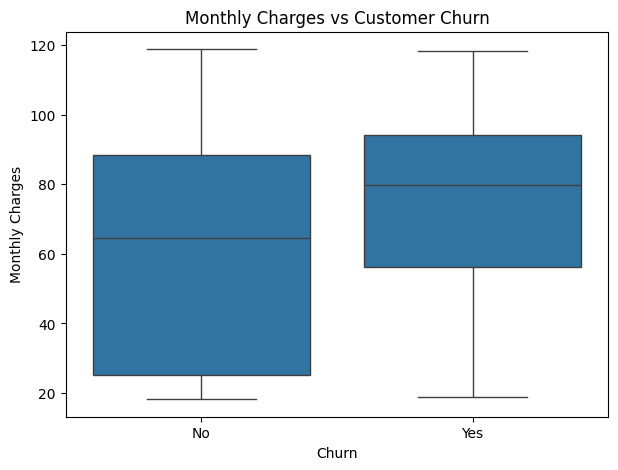 Monthly Charges vs Customer Churn
120
100
80
60
40
20
Monthly Charges
No
Yes
Churn